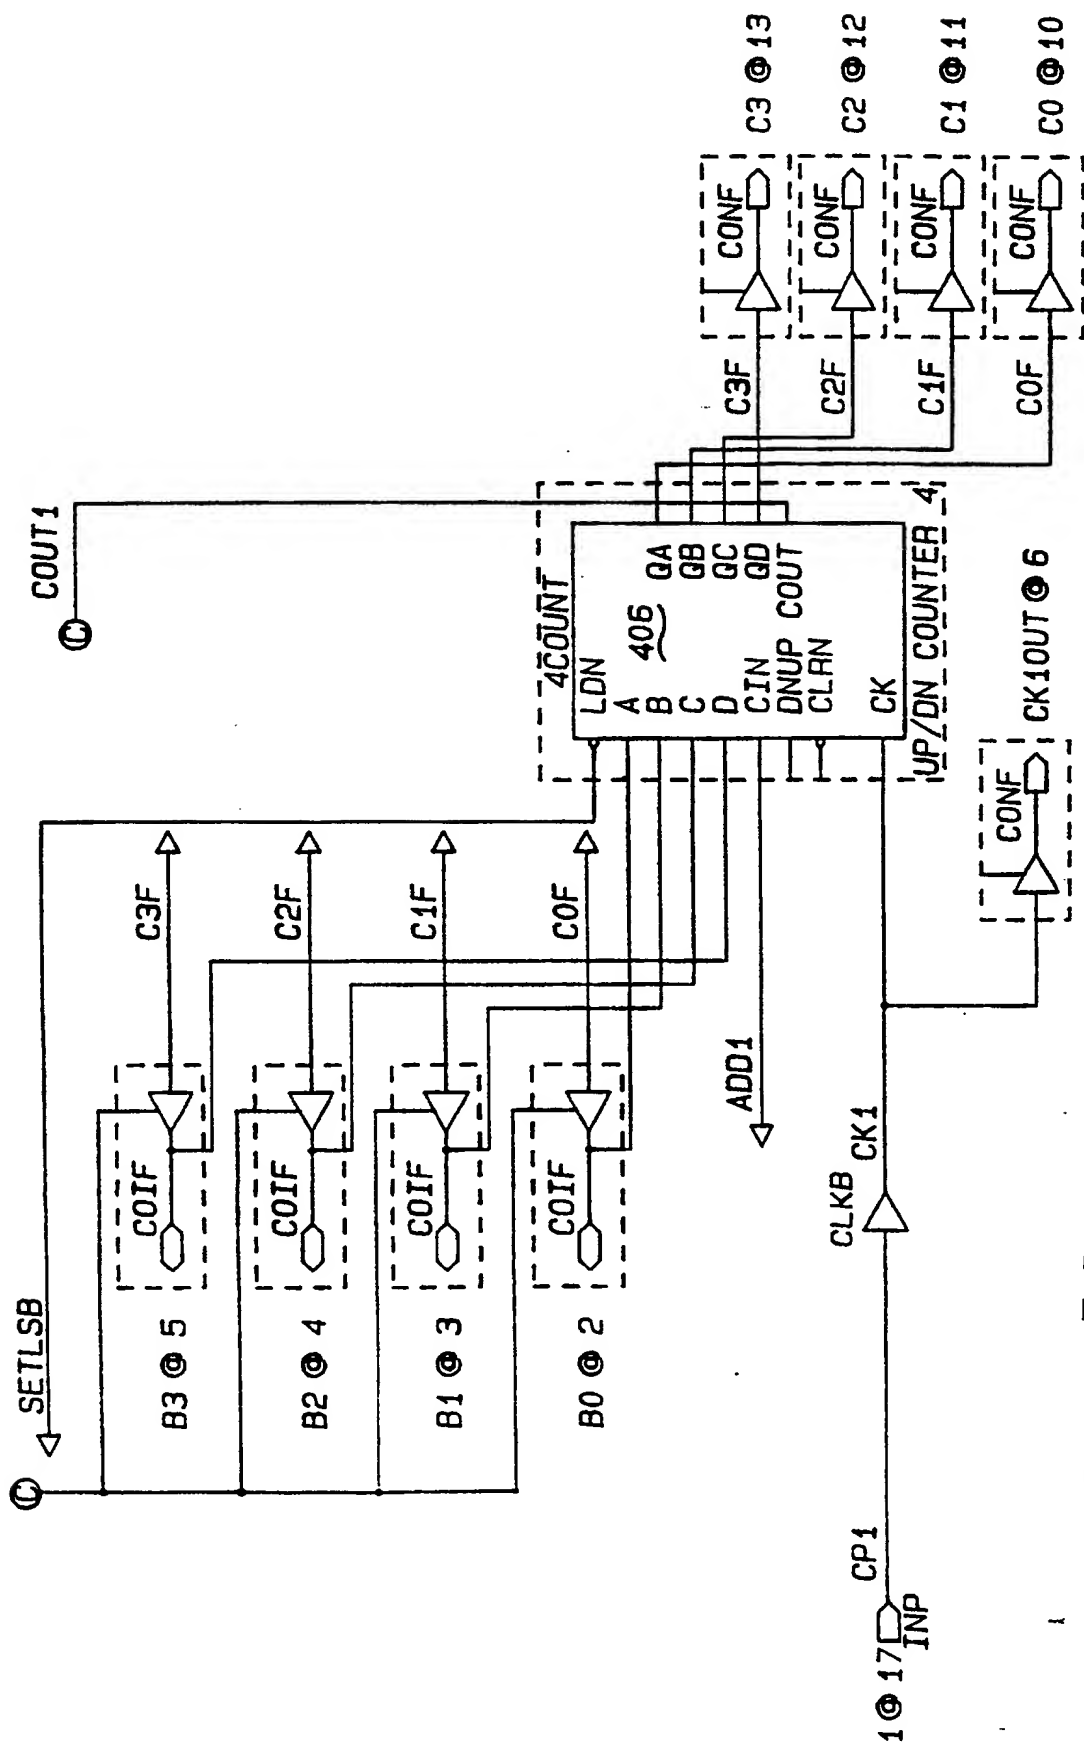 SETLSB
COUT1
B3 @ 5
COIF
C3F
B2 @ 4
COIF
C2F
B1 @ 3
COIF
C1F
B0 @ 2
COIF
C0F
ADD1
1 @ 17
INP
CP1
CLKB
CK1
4COUNT
LDN
A
B
C
D
CIN
DNUP
CLRN
CK
406
QA
QB
QC
QD
COUT
UP/DN COUNTER 4
C3F
CONF
C3 @ 13
C2F
CONF
C2 @ 12
C1F
CONF
C1 @ 11
C0F
CONF
C0 @ 10
CONF
CK1OUT @ 6
C
C